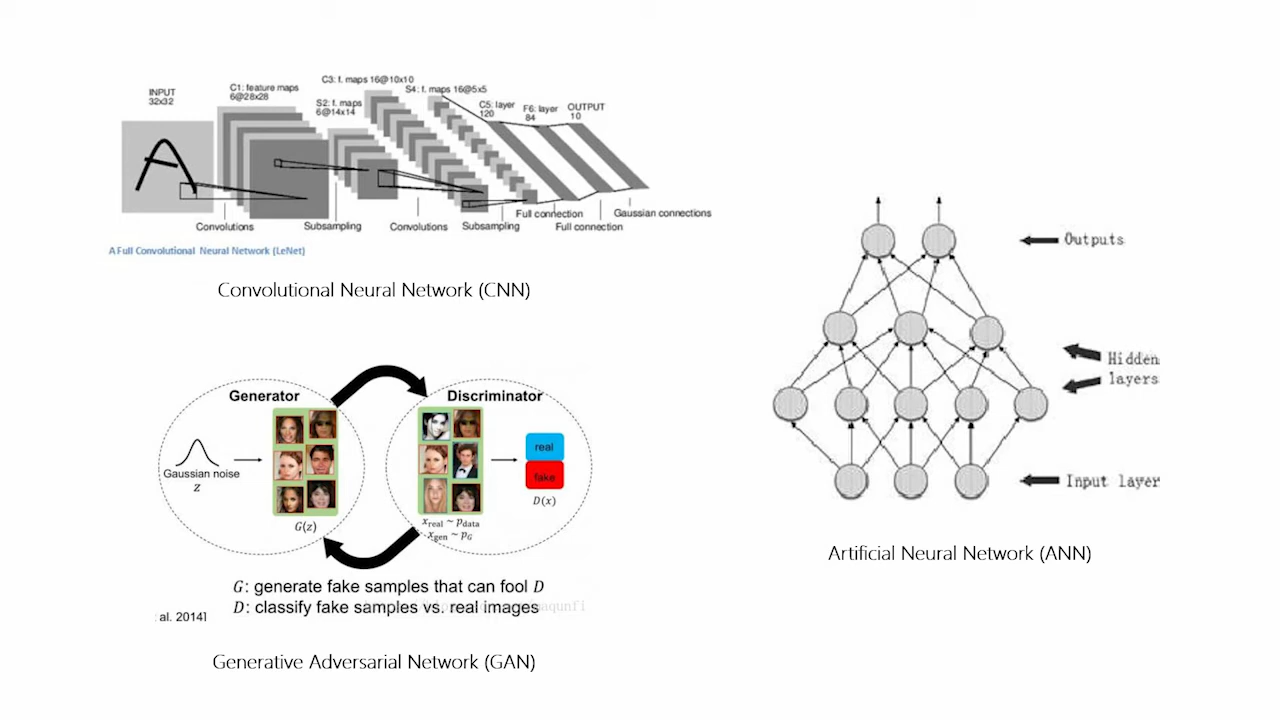 INPUT
32x32
C1: feature maps
6@28x28
S2: f. maps
6@14x14
C3: f. maps 16@10x10
S4: f. maps 16@5x5
C5: layer
120
F6: layer
84
OUTPUT
10
Convolutions
Subsampling
Convolutions
Subsampling
Full connection
Full connection
Gaussian connections
A Full Convolutional Neural Network (LeNet)
Convolutional Neural Network (CNN)
Generator
Gaussian noise
z
G(z)
Discriminator
real
fake
D(x)
x_real ~ p_data
x_gen ~ p_G
G: generate fake samples that can fool D
D: classify fake samples vs. real images
al. 2014]
Generative Adversarial Network (GAN)
Outputs
Hidden
layers
Input layer
Artificial Neural Network (ANN)